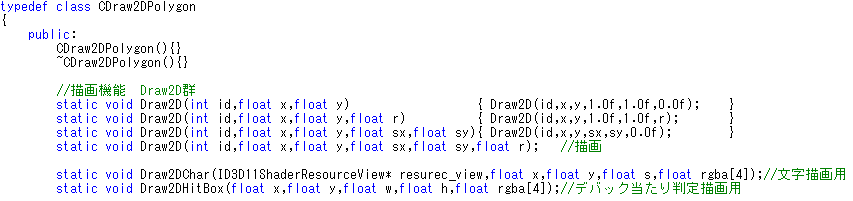 typedef class CDraw2DPolygon
{
    public:
        CDraw2DPolygon(){}
        ~CDraw2DPolygon(){}
        //描画機能　Draw2D群
        static void Draw2D(int id,float x,float y)                  { Draw2D(id,x,y,1.0f,1.0f,0.0f);    }
        static void Draw2D(int id,float x,float y,float r)          { Draw2D(id,x,y,1.0f,1.0f,r);       }
        static void Draw2D(int id,float x,float y,float sx,float sy){ Draw2D(id,x,y,sx,sy,0.0f);        }
        static void Draw2D(int id,float x,float y,float sx,float sy,float r);   //描画
        static void Draw2DChar(ID3D11ShaderResourceView* resurec_view,float x,float y,float s,float rgba[4]);//文字描画用
        static void Draw2DHitBox(float x,float y,float w,float h,float rgba[4]);//デバック当たり判定描画用